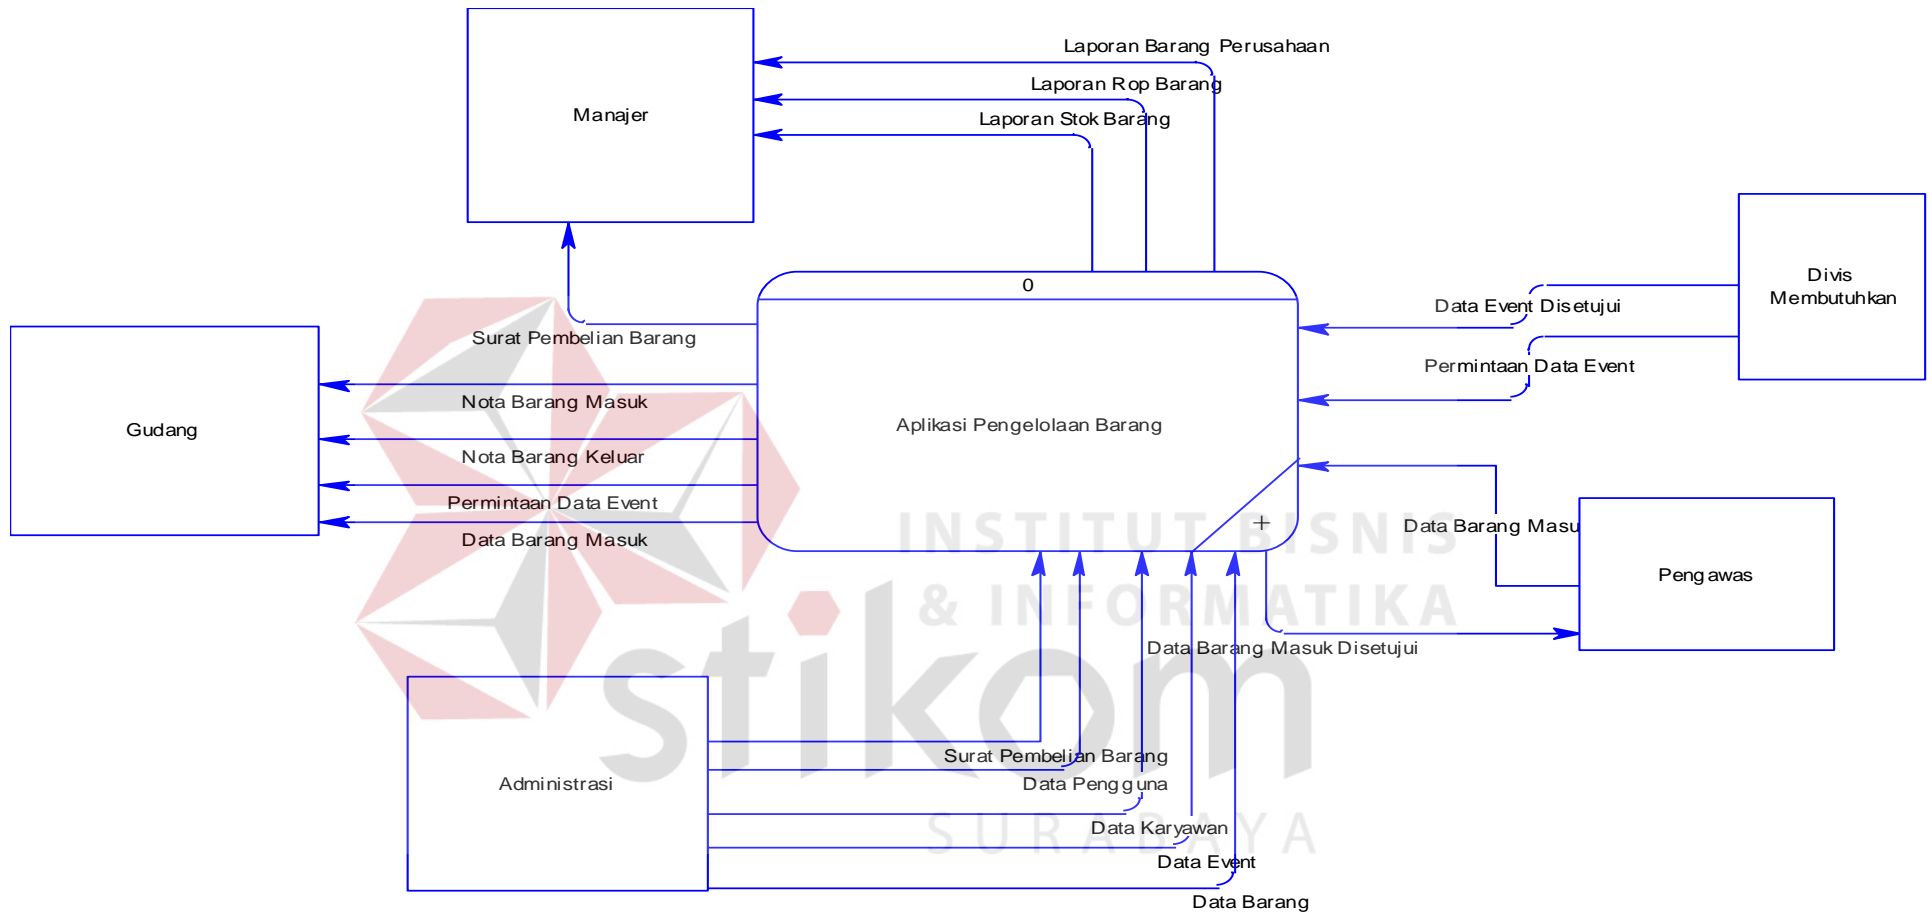 Laporan Barang Perusahaan
Laporan Rop Barang
Manajer
Laporan Stok Barang
Divis
Membutuhkan
0
Data Event Disetujui
Surat Pembelian Barang
Permintaan Data Event
Nota Barang Masuk
Gudang
Aplikasi Pengelolaan Barang
Nota Barang Keluar
Permintaan Data Event
Data Barang Masuk
+
Data Barang Masu
Pengawas
INSTITUT BISNIS
& INFORMATIKA
Data Barang Masuk Disetujui
stikom
Surat Pembelian Barang
Administrasi
Data Pengguna
Data Karyawan
SURABAYA
Data Event
Data Barang